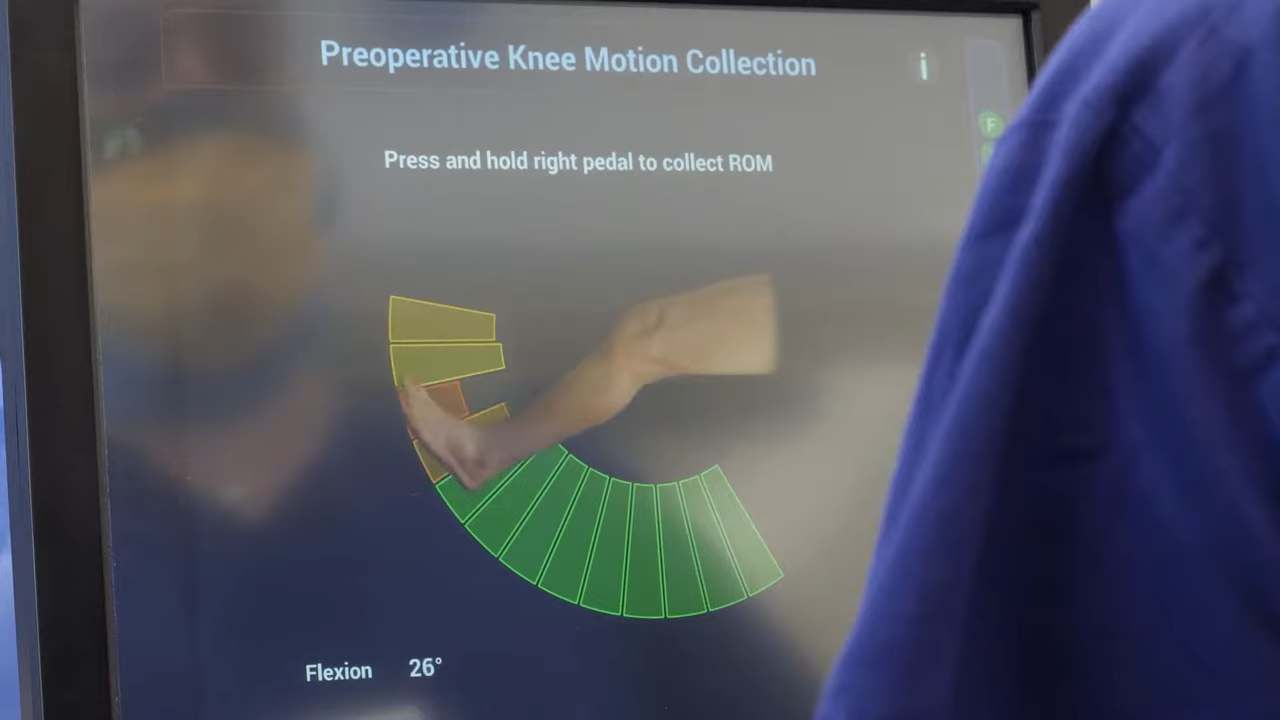 Preoperative Knee Motion Collection
i
F
Press and hold right pedal to collect ROM
Flexion 26°